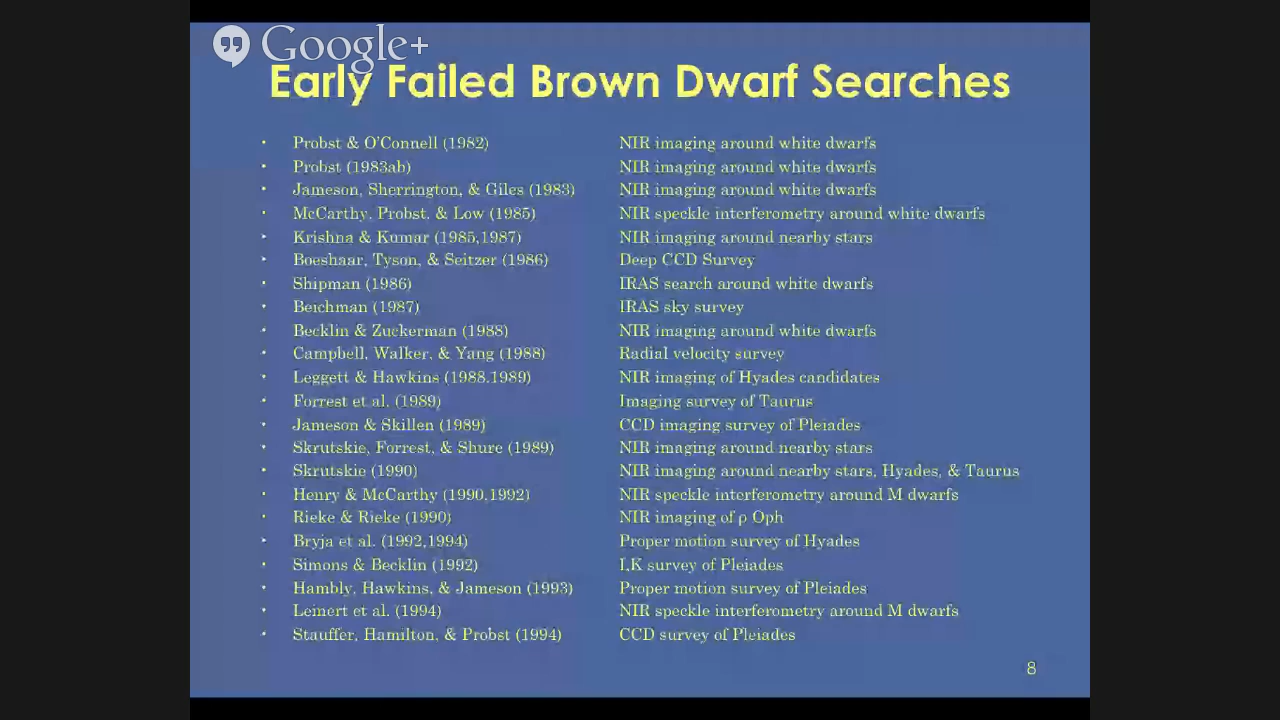 Google+
Early Failed Brown Dwarf Searches
• Probst & O'Connell (1982) NIR imaging around white dwarfs
• Probst (1983ab) NIR imaging around white dwarfs
• Jameson, Sherrington, & Giles (1983) NIR imaging around white dwarfs
• McCarthy, Probst, & Low (1985) NIR speckle interferometry around white dwarfs
• Krishna & Kumar (1985,1987) NIR imaging around nearby stars
• Boeshaar, Tyson, & Seitzer (1986) Deep CCD Survey
• Shipman (1986) IRAS search around white dwarfs
• Beichman (1987) IRAS sky survey
• Becklin & Zuckerman (1988) NIR imaging around white dwarfs
• Campbell, Walker, & Yang (1988) Radial velocity survey
• Leggett & Hawkins (1988.1989) NIR imaging of Hyades candidates
• Forrest et al. (1989) Imaging survey of Taurus
• Jameson & Skillen (1989) CCD imaging survey of Pleiades
• Skrutskie, Forrest, & Shure (1989) NIR imaging around nearby stars
• Skrutskie (1990) NIR imaging around nearby stars, Hyades, & Taurus
• Henry & McCarthy (1990,1992) NIR speckle interferometry around M dwarfs
• Rieke & Rieke (1990) NIR imaging of ρ Oph
• Bryja et al. (1992,1994) Proper motion survey of Hyades
• Simons & Becklin (1992) I,K survey of Pleiades
• Hambly, Hawkins, & Jameson (1993) Proper motion survey of Pleiades
• Leinert et al. (1994) NIR speckle interferometry around M dwarfs
• Stauffer, Hamilton, & Probst (1994) CCD survey of Pleiades
8